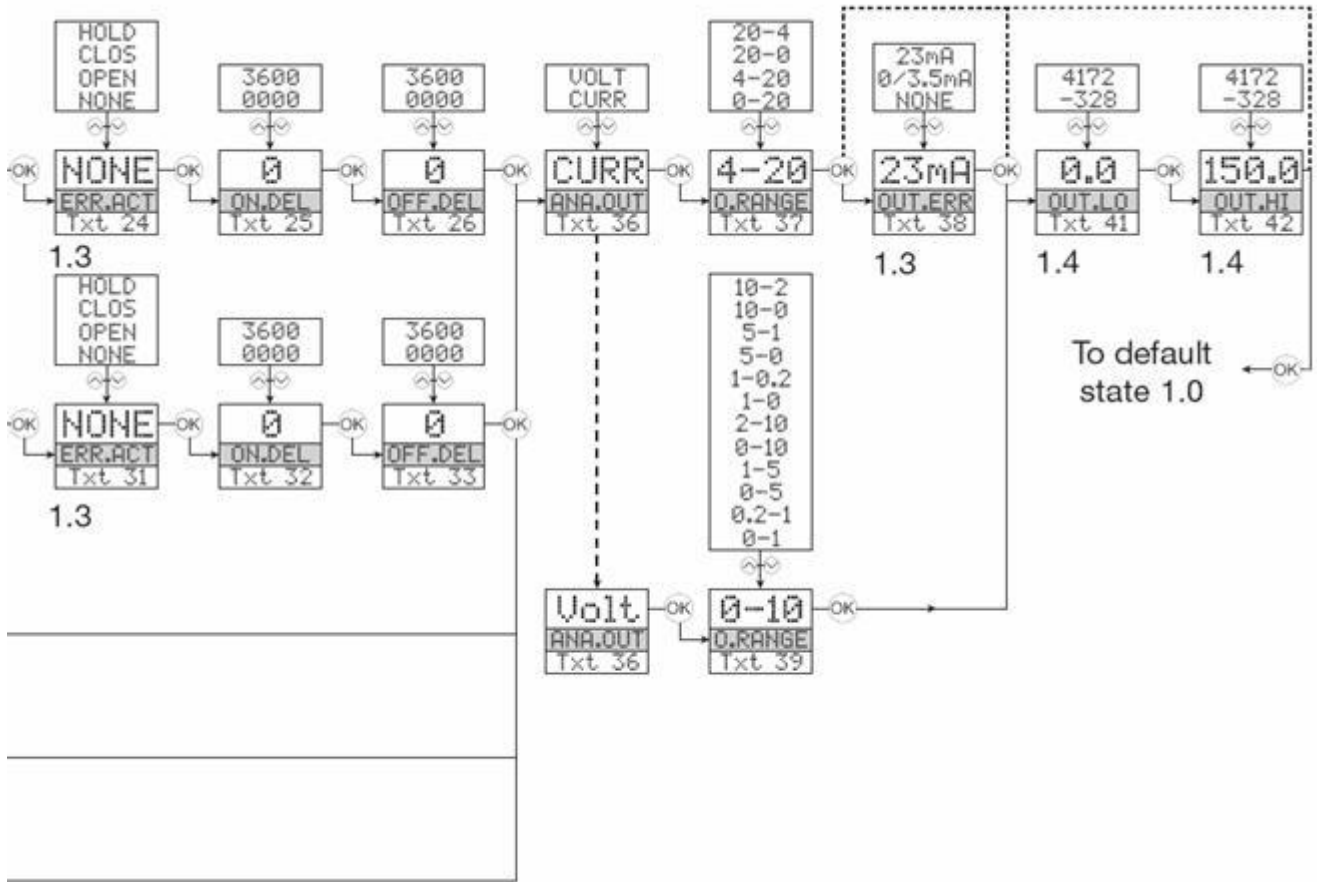 HOLD
CLOS
OPEN
NONE
NONE
ERR.ACT
Txt 24
1.3
3600
0000
0
ON.DEL
Txt 25
3600
0000
0
OFF.DEL
Txt 26
VOLT
CURR
CURR
ANA.OUT
Txt 36
20-4
20-0
4-20
0-20
4-20
O.RANGE
Txt 37
23mA
0/3.5mA
NONE
23mA
OUT.ERR
Txt 38
1.3
4172
-328
0.0
OUT.LO
Txt 41
1.4
4172
-328
150.0
OUT.HI
Txt 42
1.4
OK
OK
OK
OK
OK
OK
OK
OK
HOLD
CLOS
OPEN
NONE
NONE
ERR.ACT
Txt 31
1.3
3600
0000
0
ON.DEL
Txt 32
3600
0000
0
OFF.DEL
Txt 33
OK
OK
OK
OK
10-2
10-0
5-1
5-0
1-0.2
1-0
2-10
0-10
1-5
0-5
0.2-1
0-1
To default
state 1.0
OK
Volt
ANA.OUT
Txt 36
OK
0-10
O.RANGE
Txt 39
OK